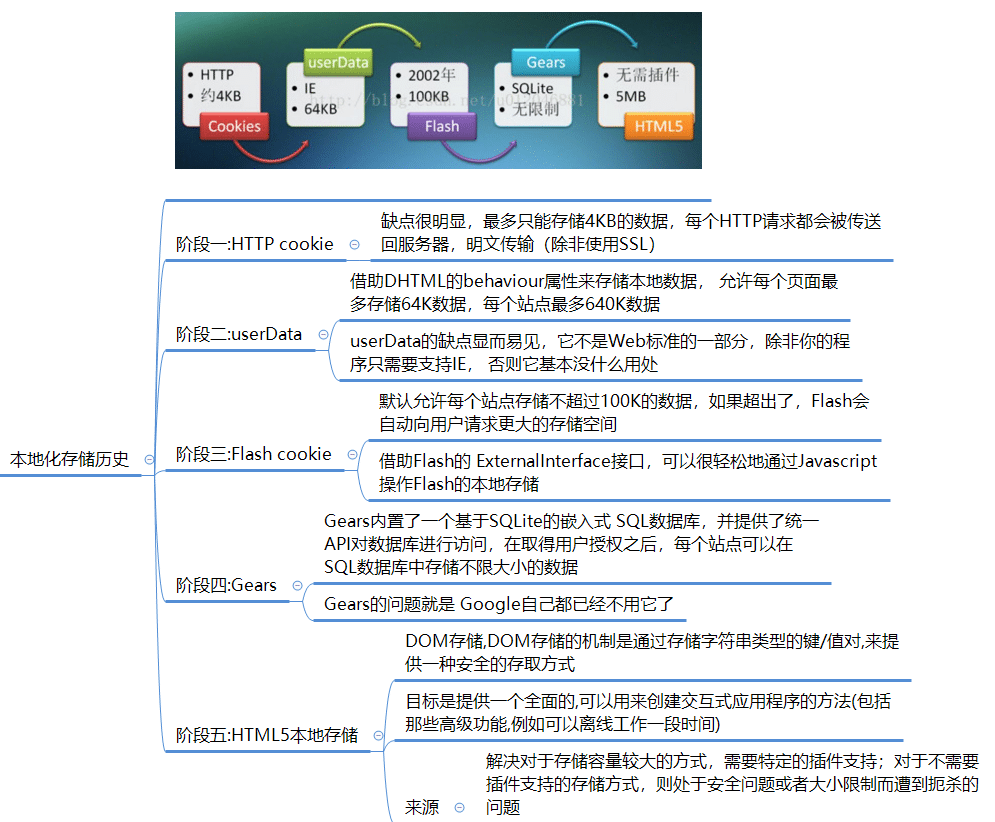 HTTP
约4KB
Cookies
userData
IE
64KB
2002年
100KB
Flash
Gears
SQLite
无限制
无需插件
5MB
HTML5
本地化存储历史
阶段一:HTTP cookie
缺点很明显，最多只能存储4KB的数据，每个HTTP请求都会被传送
回服务器，明文传输（除非使用SSL）
阶段二:userData
借助DHTML的behaviour属性来存储本地数据， 允许每个页面最
多存储64K数据，每个站点最多640K数据
userData的缺点显而易见，它不是Web标准的一部分，除非你的程
序只需要支持IE， 否则它基本没什么用处
阶段三:Flash cookie
默认允许每个站点存储不超过100K的数据，如果超出了，Flash会
自动向用户请求更大的存储空间
借助Flash的 ExternalInterface接口，可以很轻松地通过Javascript
操作Flash的本地存储
阶段四:Gears
Gears内置了一个基于SQLite的嵌入式 SQL数据库，并提供了统一
API对数据库进行访问，在取得用户授权之后，每个站点可以在
SQL数据库中存储不限大小的数据
Gears的问题就是 Google自己都已经不用它了
阶段五:HTML5本地存储
DOM存储,DOM存储的机制是通过存储字符串类型的键/值对,来提
供一种安全的存取方式
目标是提供一个全面的,可以用来创建交互式应用程序的方法(包括
那些高级功能,例如可以离线工作一段时间)
来源
解决对于存储容量较大的方式，需要特定的插件支持；对于不需要
插件支持的存储方式，则处于安全问题或者大小限制而遭到扼杀的
问题